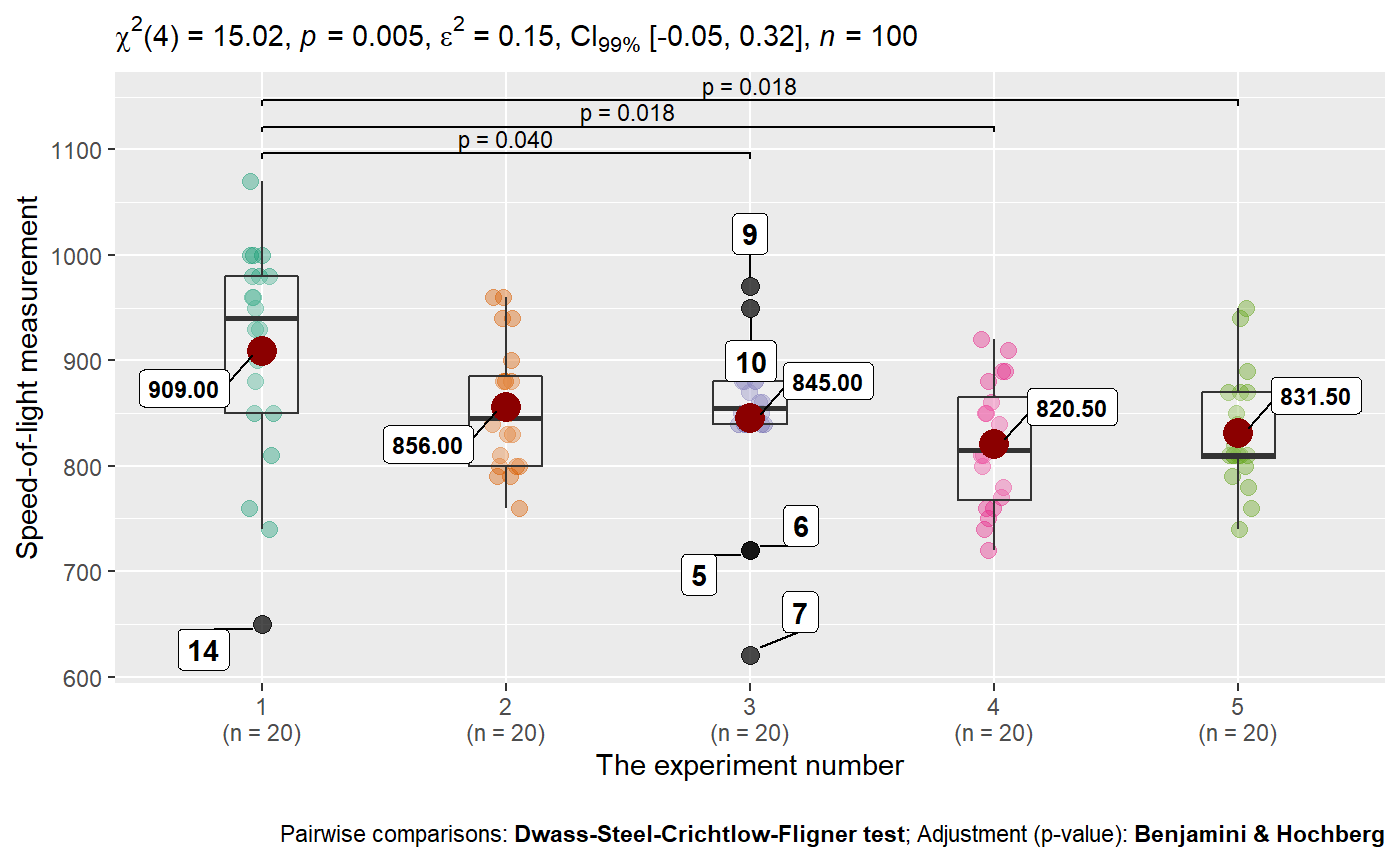 χ²(4) = 15.02, p = 0.005, ε² = 0.15, CI99% [-0.05, 0.32], n = 100
p = 0.018
p = 0.018
p = 0.040
Speed-of-light measurement
1100
1000
900
800
700
600
909.00
14
856.00
9
10
845.00
6
5
7
820.50
831.50
1
(n = 20)
2
(n = 20)
3
(n = 20)
4
(n = 20)
5
(n = 20)
The experiment number
Pairwise comparisons: Dwass-Steel-Crichtlow-Fligner test; Adjustment (p-value): Benjamini & Hochberg